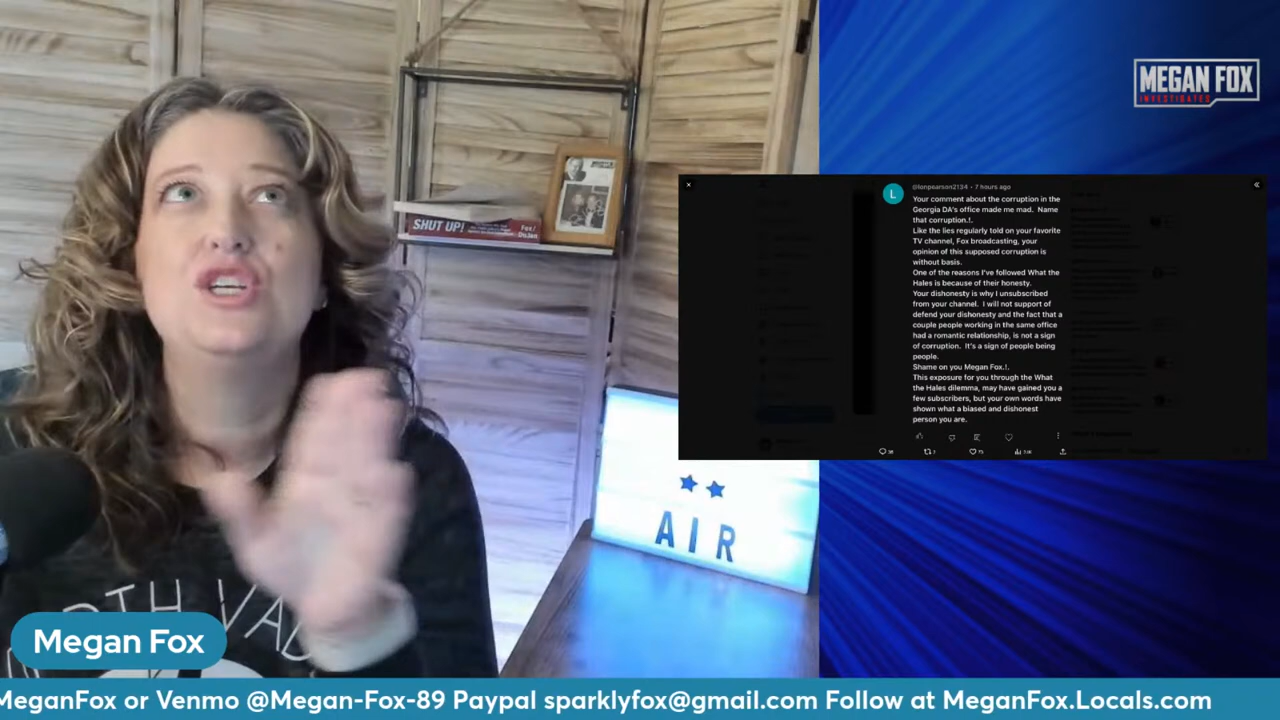 MEGAN FOX
INVESTIGATES
SHUT UP!
Fox/
@lonpearson2134 • 7 hours ago
Your comment about the corruption in the
Georgia DA's office made me mad. Name
that corruption.!.
Like the lies regularly told on your favorite
TV channel, Fox broadcasting, your
opinion of this supposed corruption is
without basis.
One of the reasons I've followed What the
Hales is because of their honesty.
Your dishonesty is why I unsubscribed
from your channel. I will not support of
defend your dishonesty and the fact that a
couple people working in the same office
had a romantic relationship, is not a sign
of corruption. It's a sign of people being
people.
Shame on you Megan Fox.!.
This exposure for you through the What
the Hales dilemma, may have gained you a
few subscribers, but your own words have
shown what a biased and dishonest
person you are.
L
AIR
Megan Fox
MeganFox or Venmo @Megan-Fox-89 Paypal sparklyfox@gmail.com Follow at MeganFox.Locals.com